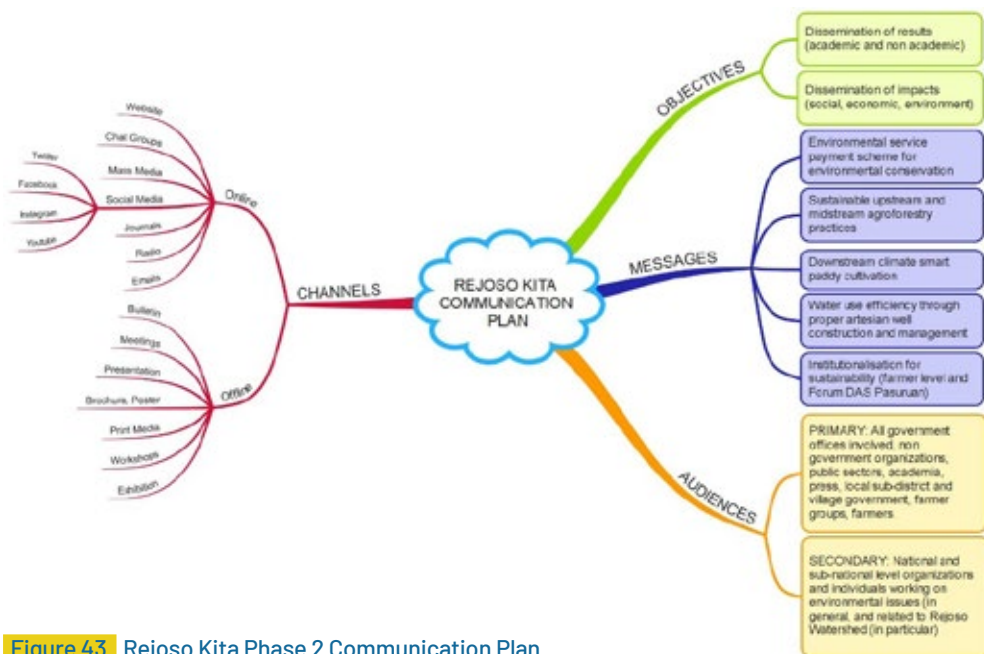 REJOSO KITA
COMMUNICATION
PLAN
OBJECTIVES
Dissemination of results
(academic and non academic)
Dissemination of impacts
(social, economic, environment)
MESSAGES
Environmental service
payment scheme for
environmental conservation
Sustainable upstream and
midstream agroforestry
practices
Downstream climate smart
paddy cultivation
Water use efficiency through
proper artesian well
construction and management
Institutionalisation for
sustainability (farmer level and
Forum DAS Pasuruan)
AUDIENCES
PRIMARY: All government
offices involved, non
government organizations,
public sectors, academia,
press, local sub-district and
village government, farmer
groups, farmers.
SECONDARY: National and
sub-national level organizations
and individuals working on
environmental issues (in
general, and related to Rejoso
Watershed (in particular)
CHANNELS
Online
Website
Chat Groups
Mass Media
Social Media
Twitter
Facebook
Instagram
Youtube
Journals
Radio
Emails
Offline
Bulletin
Meetings
Presentation
Brochure, Poster
Print Media
Workshops
Exhibition
Figure 43 Rejoso Kita Phase 2 Communication Plan